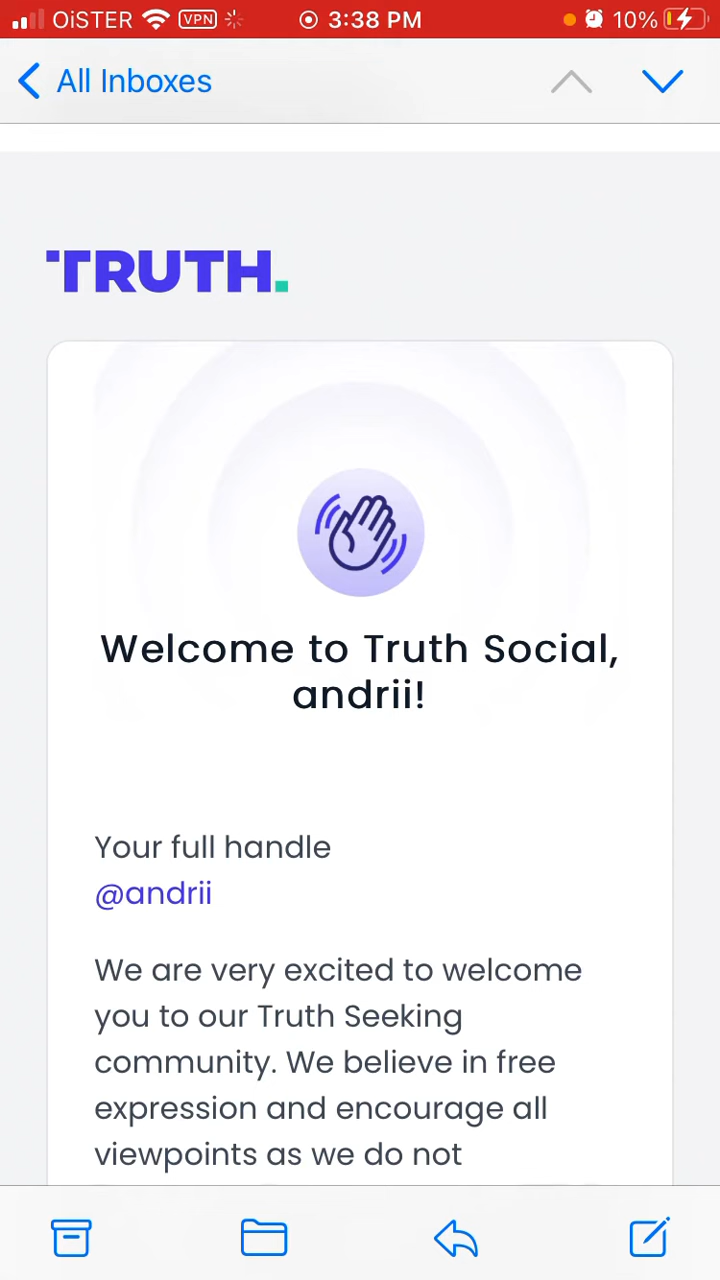 OiSTER VPN 3:38 PM 10%
All Inboxes
TRUTH.
Welcome to Truth Social,
andrii!
Your full handle
@andrii
We are very excited to welcome
you to our Truth Seeking
community. We believe in free
expression and encourage all
viewpoints as we do not